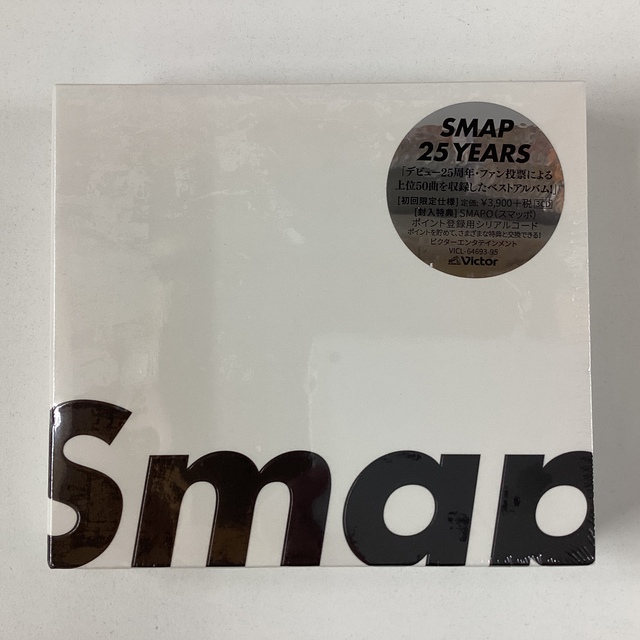 SMAP
25 YEARS
「デビュー25周年・ファン投票による
上位50曲を収録したベストアルバム!」
[初回限定仕様] 定価 ¥3,900+税
[封入特典] SMAPO(スマッポ)
ポイント登録用シリアルコード
ポイントを貯めて、さまざまな特典と交換できる!
ビクターエンタテインメント
VICL-64693-95
Victor
Smap